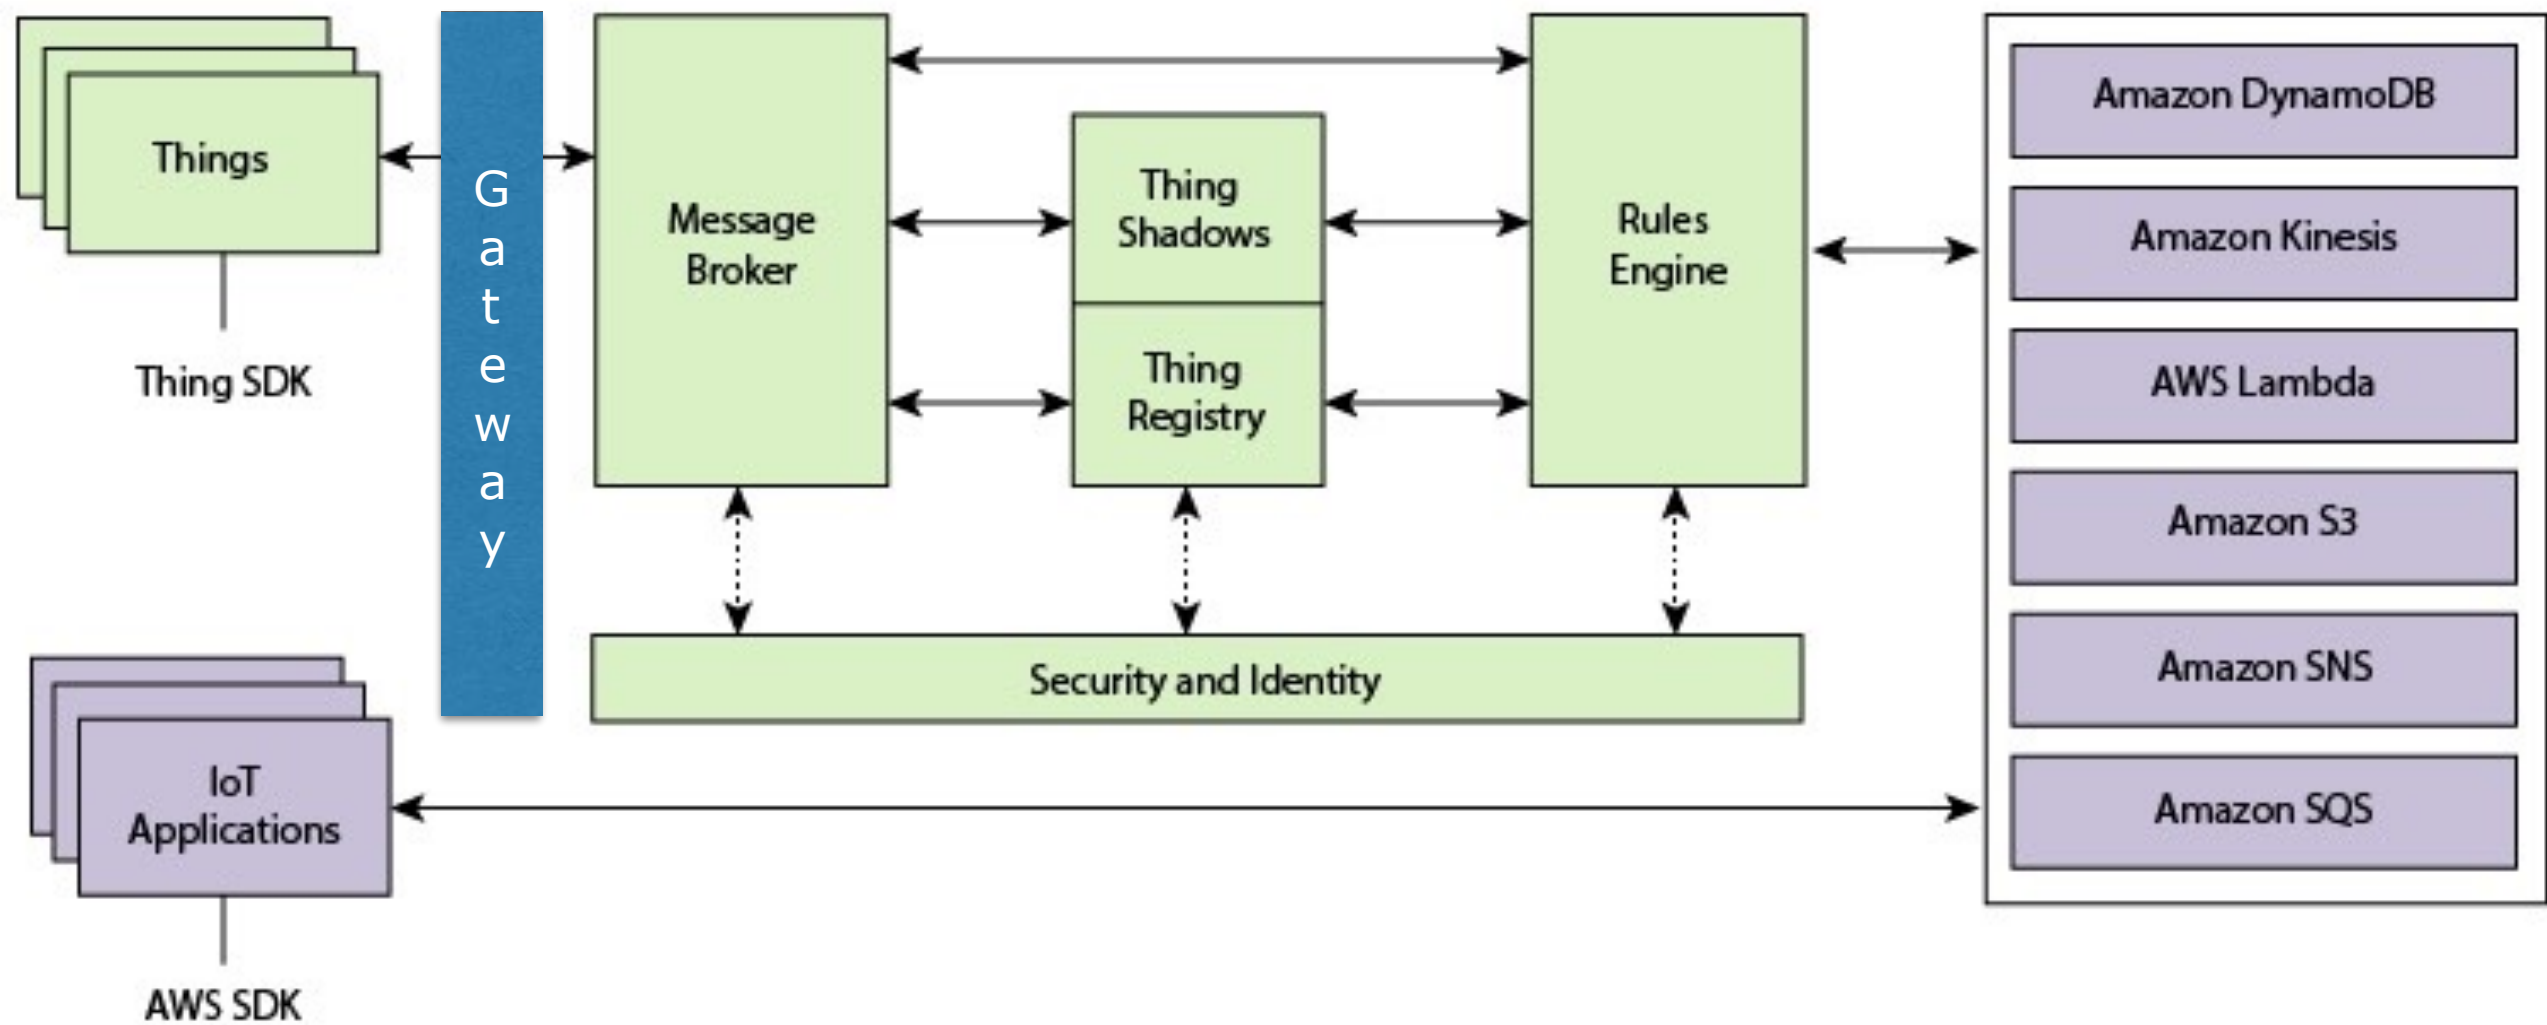 Things
Thing SDK
Gateway
Message
Broker
Thing
Shadows
Thing
Registry
Rules
Engine
Security and Identity
IoT
Applications
AWS SDK
Amazon DynamoDB
Amazon Kinesis
AWS Lambda
Amazon S3
Amazon SNS
Amazon SQS